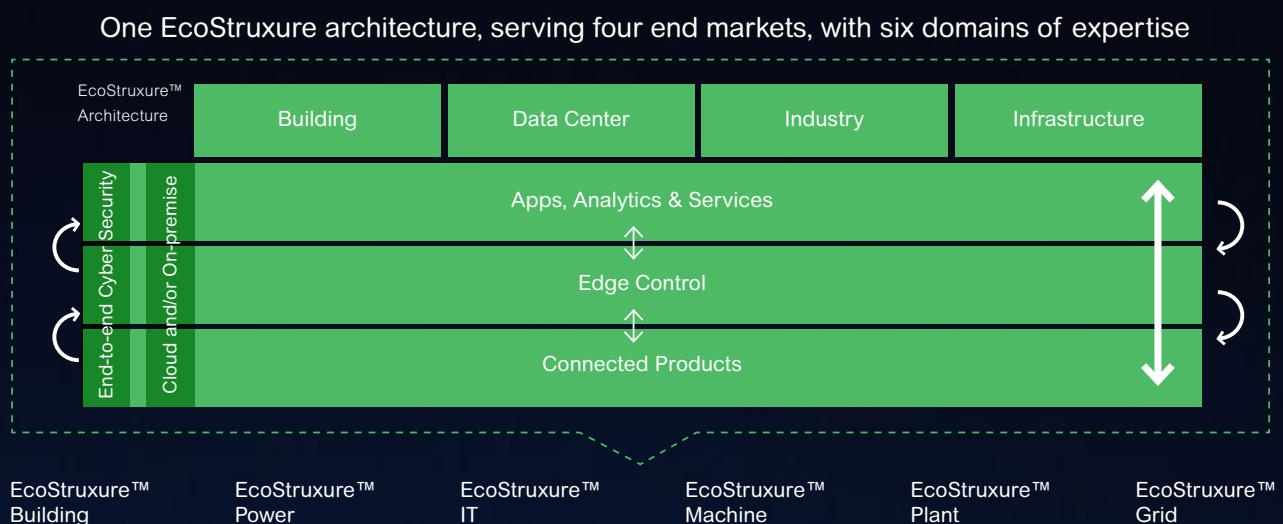 One EcoStruxure architecture, serving four end markets, with six domains of expertise
EcoStruxure™
Architecture
Building
Data Center
Industry
Infrastructure
End-to-end Cyber Security
Cloud and/or On-premise
Apps, Analytics & Services
Edge Control
Connected Products
EcoStruxure™
Building
EcoStruxure™
Power
EcoStruxure™
IT
EcoStruxure™
Machine
EcoStruxure™
Plant
EcoStruxure™
Grid